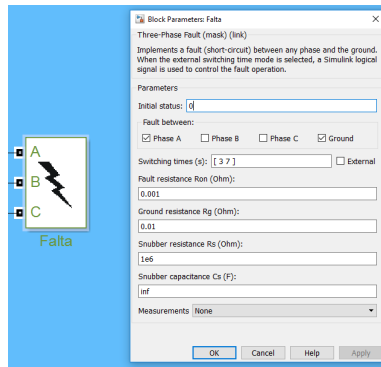 Block Parameters: Falta
Three-Phase Fault (mask) (link)
Implements a fault (short-circuit) between any phase and the ground.
When the external switching time mode is selected, a Simulink logical
signal is used to control the fault operation.
Parameters
Initial status: 0
Fault between:
Phase A Phase B Phase C Ground
Switching times (s): [ 3 7 ] External
Fault resistance Ron (Ohm):
0.001
Ground resistance Rg (Ohm):
0.01
Snubber resistance Rs (Ohm):
1e6
Snubber capacitance Cs (F):
inf
Measurements None
OK Cancel Help Apply
A
B
C
Falta